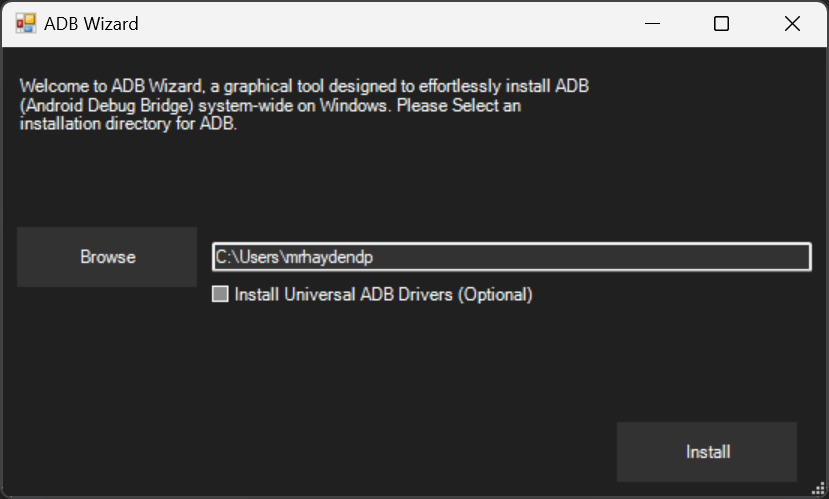 ADB Wizard
Welcome to ADB Wizard, a graphical tool designed to effortlessly install ADB
(Android Debug Bridge) system-wide on Windows. Please Select an
installation directory for ADB.
Browse
C:\Users\mrhaydendp
Install Universal ADB Drivers (Optional)
Install